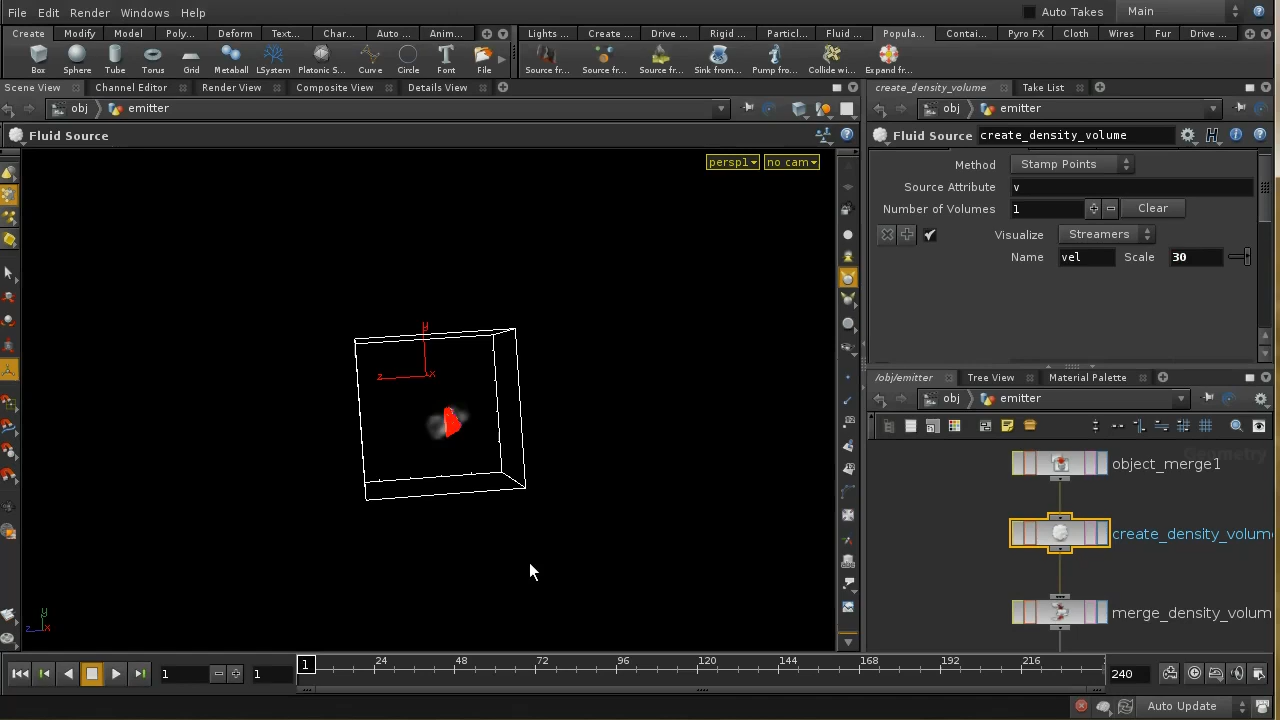 File Edit Render Windows Help Auto Takes Main
Create Modify Model Poly... Deform Text... Char... Auto ... Anim... Lights ... Create ... Drive ... Rigid ... Particl... Fluid ... Popula... Contai... Pyro FX Cloth Wires Fur Drive ...
Box Sphere Tube Torus Grid Metaball LSystem Platonic S... Curve Circle Font File Source fr... Source fr... Source fr... Sink from... Pump fro... Collide wi... Expand fr...
Scene View Channel Editor Render View Composite View Details View create_density_volume Take List
obj emitter obj emitter
Fluid Source Fluid Source create_density_volume
persp1 no cam
Method Stamp Points
Source Attribute v
Number of Volumes 1 Clear
Visualize Streamers
Name vel Scale 30
y
z x
/obj/emitter Tree View Material Palette
obj emitter
Geometry
object_merge1
create_density_volum
merge_density_volum
y
z x
1 1 1 24 48 72 96 120 144 168 192 216 240
Auto Update